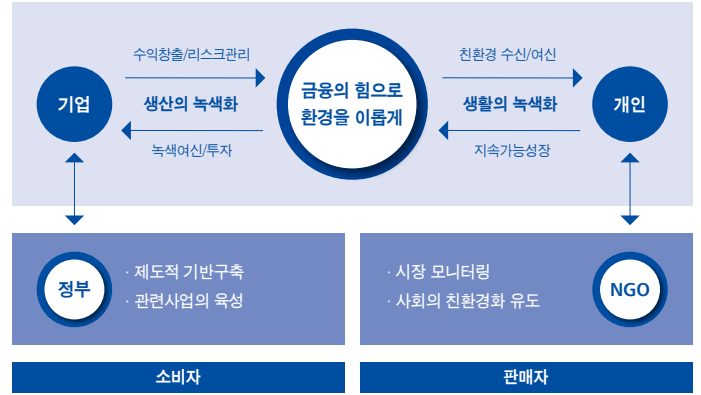 수익창출/리스크관리
친환경 수신/여신
기업
생산의 녹색화
금융의 힘으로
환경을 이롭게
생활의 녹색화
개인
녹색여신/투자
지속가능성장
정부
· 제도적 기반구축
· 관련사업의 육성
· 시장 모니터링
· 사회의 친환경화 유도
NGO
소비자
판매자